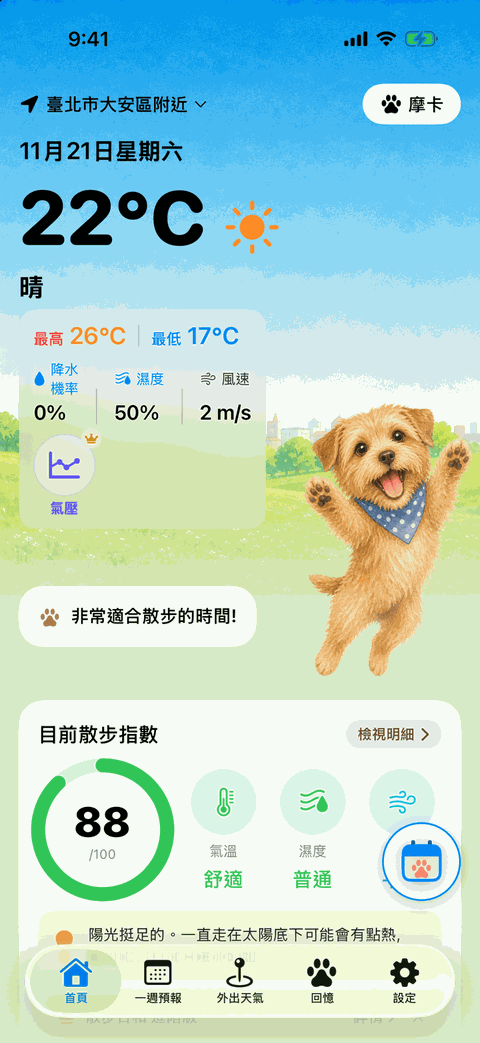 9:41
臺北市大安區附近
摩卡
11月21日星期六
22°C
晴
最高 26°C 最低 17°C
降水
機率
濕度
風速
0%
50%
2 m/s
氣壓
非常適合散步的時間!
目前散步指數
檢視明細
88
/100
氣溫
舒適
濕度
普通
陽光挺足的。一直走在太陽底下可能會有點熱,
首頁
一週預報
外出天氣
回憶
設定